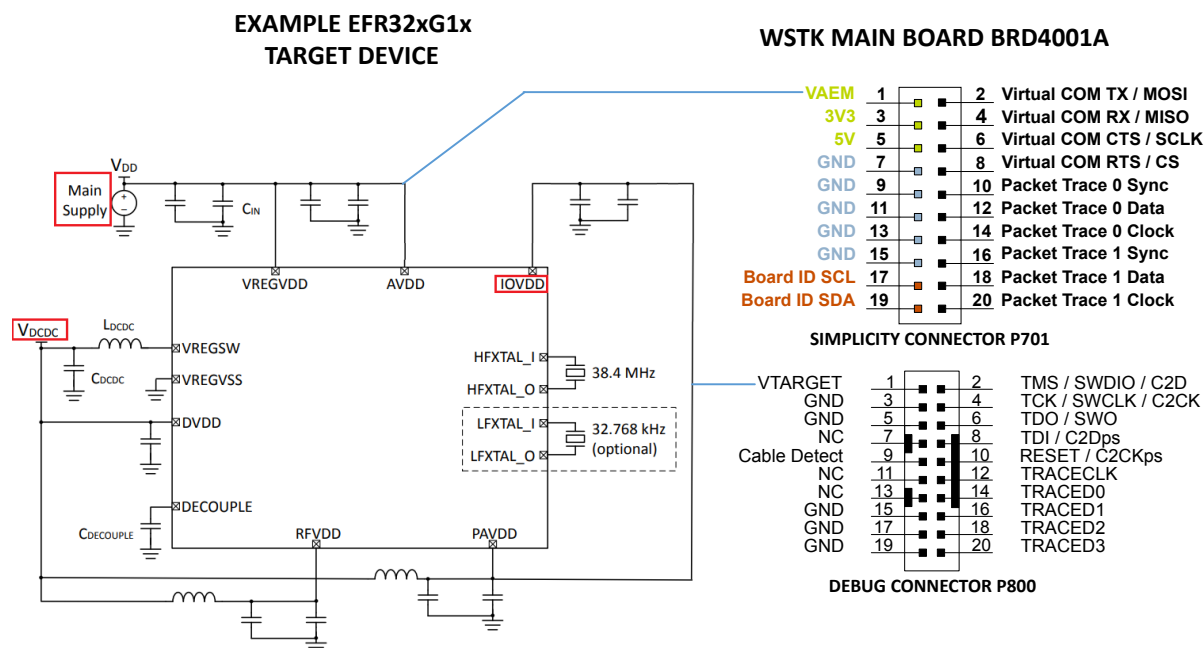 EXAMPLE EFR32xG1x
TARGET DEVICE
WSTK MAIN BOARD BRD4001A
VAEM 1 2 Virtual COM TX / MOSI
3V3 3 4 Virtual COM RX / MISO
5V 5 6 Virtual COM CTS / SCLK
GND 7 8 Virtual COM RTS / CS
GND 9 10 Packet Trace 0 Sync
GND 11 12 Packet Trace 0 Data
GND 13 14 Packet Trace 0 Clock
GND 15 16 Packet Trace 1 Sync
Board ID SCL 17 18 Packet Trace 1 Data
Board ID SDA 19 20 Packet Trace 1 Clock
SIMPLICITY CONNECTOR P701
VDD
Main
Supply
+
-
CIN
VREGVDD
AVDD
IOVDD
VDCDC
LDCDC
VREGSW
CDCDC
VREGVSS
DVDD
DECOUPLE
CDECOUPLE
HFXTAL_I
38.4 MHz
HFXTAL_O
LFXTAL_I
32.768 kHz
(optional)
LFXTAL_O
RFVDD
PAVDD
VTARGET 1 2 TMS / SWDIO / C2D
GND 3 4 TCK / SWCLK / C2CK
GND 5 6 TDO / SWO
NC 7 8 TDI / C2Dps
Cable Detect 9 10 RESET / C2CKps
NC 11 12 TRACECLK
NC 13 14 TRACED0
GND 15 16 TRACED1
GND 17 18 TRACED2
GND 19 20 TRACED3
DEBUG CONNECTOR P800